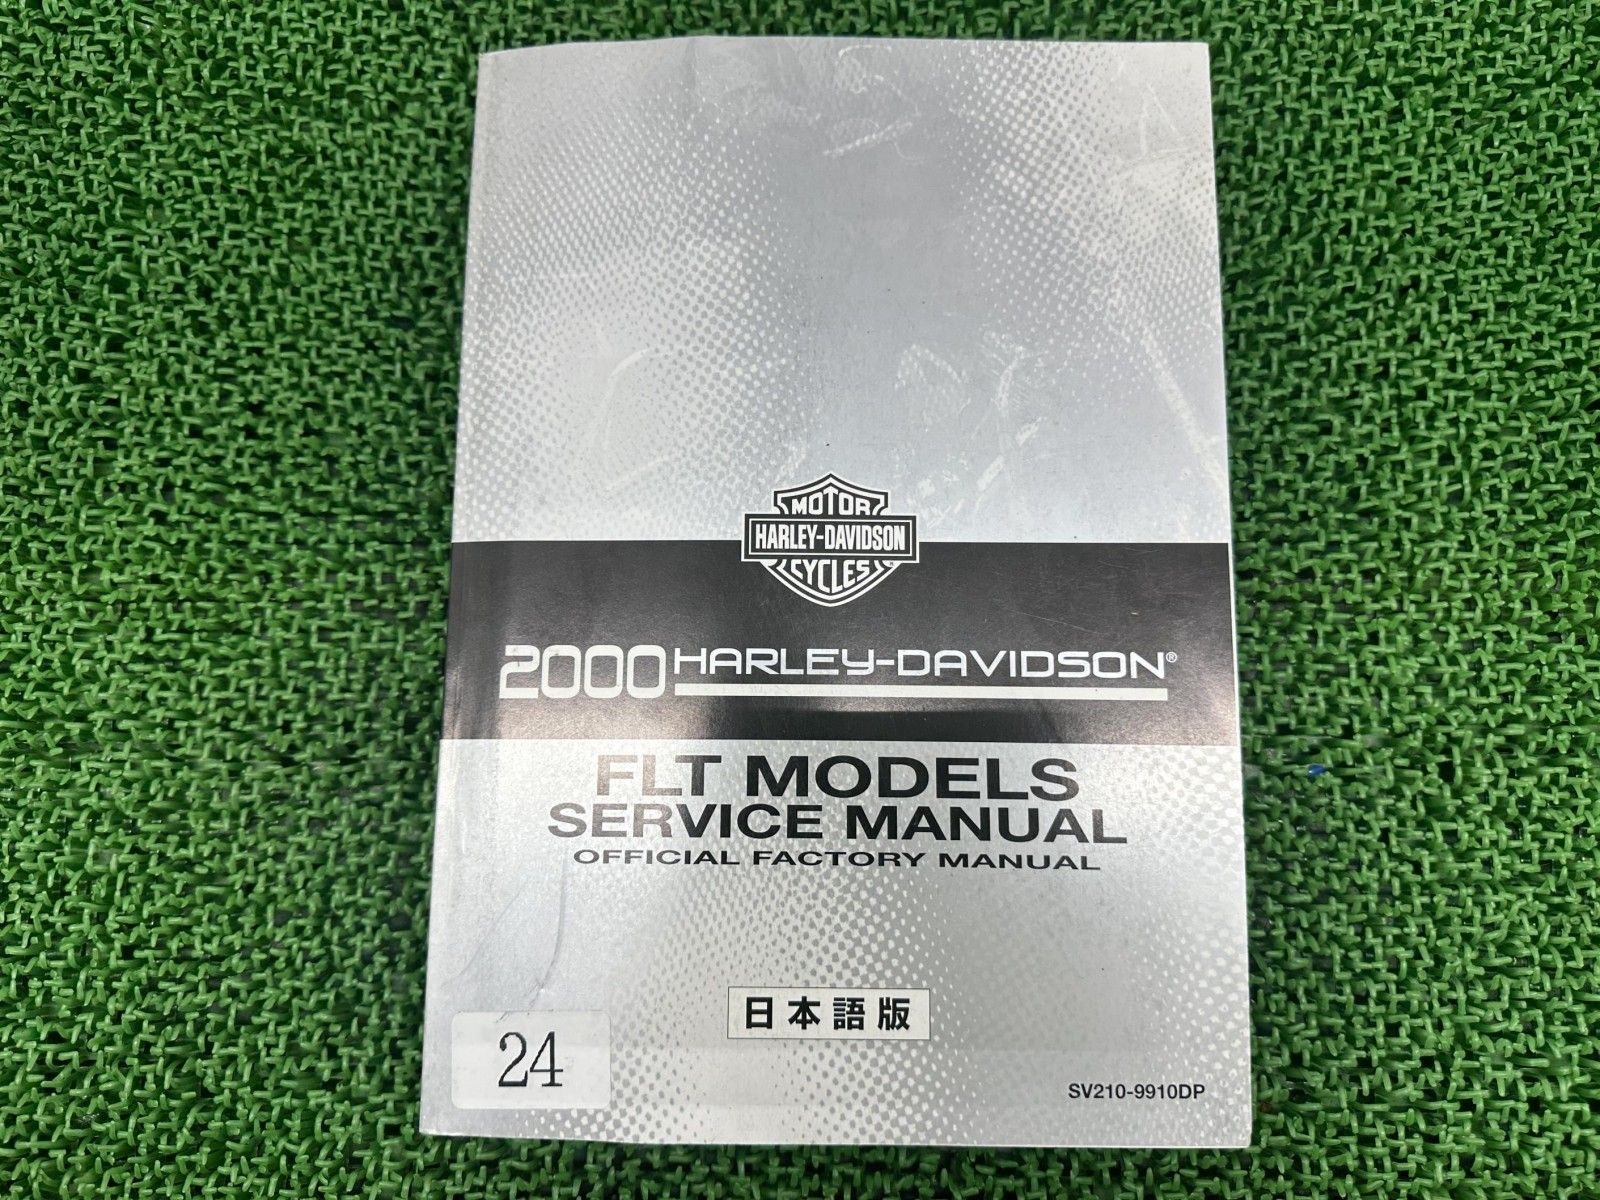 MOTOR
HARLEY-DAVIDSON
CYCLES
2000 HARLEY-DAVIDSON®
FLT MODELS
SERVICE MANUAL
OFFICIAL FACTORY MANUAL
日本語版
24
SV210-9910DP